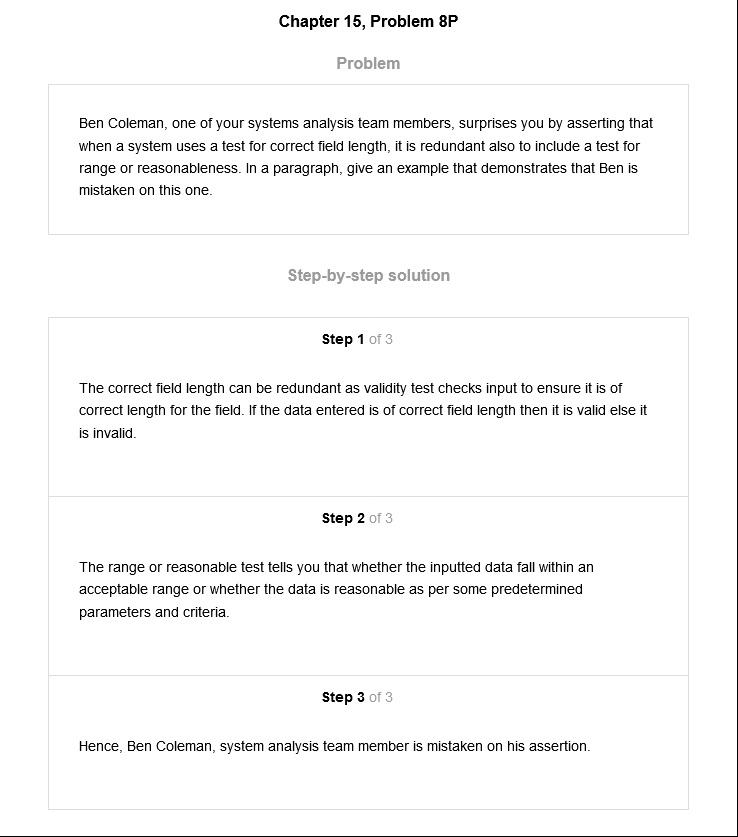 Chapter 15, Problem 8P
Problem
Ben Coleman, one of your systems analysis team members, surprises you by asserting that
when a system uses a test for correct field length, it is redundant also to include a test for
range or reasonableness. In a paragraph, give an example that demonstrates that Ben is
mistaken on this one.
Step-by-step solution
Step 1 of 3
The correct field length can be redundant as validity test checks input to ensure it is of
correct length for the field. If the data entered is of correct field length then it is valid else it
is invalid.
Step 2 of 3
The range or reasonable test tells you that whether the inputted data fall within an
acceptable range or whether the data is reasonable as per some predetermined
parameters and criteria.
Step 3 of 3
Hence, Ben Coleman, system analysis team member is mistaken on his assertion.